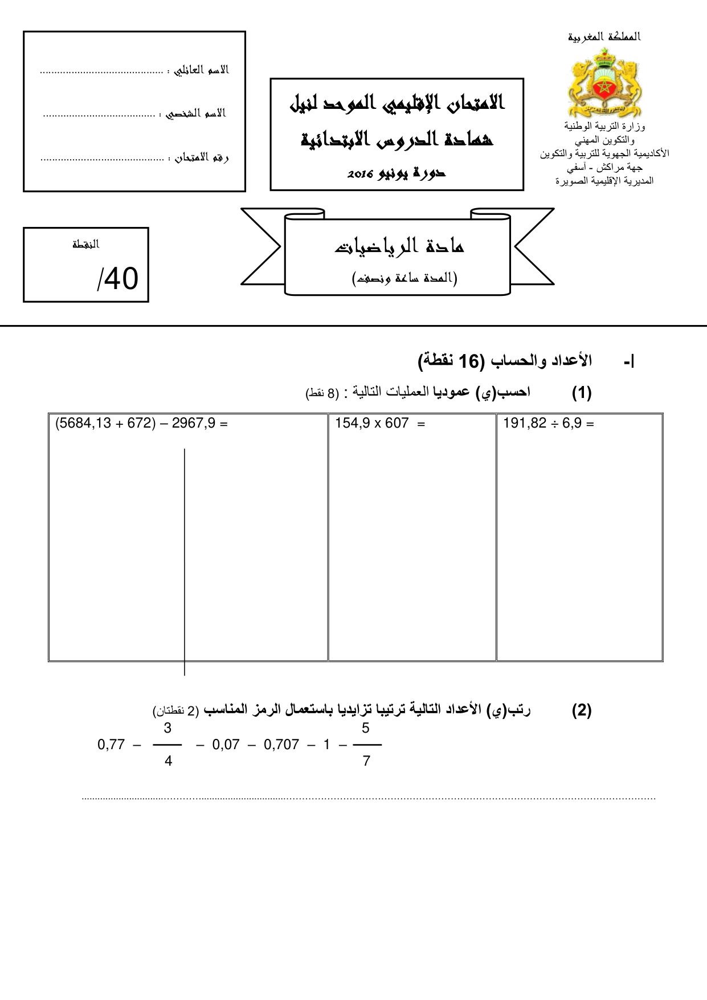 المملكة المغربية
وزارة التربية الوطنية
والتكوين المهني
الأكاديمية الجهوية للتربية والتكوين
جهة مراكش - آسفي
المديرية الإقليمية الصويرة
الامتحان الإقليمي الموحد لنيل
شهادة الدروس الابتدائية
دورة يونيو 2016
الاسم العائلي : ..........................................
الاسم الشخصي : .....................................
رقم الامتحان : ..........................................
مادة الرياضيات
(المدة ساعة ونصف)
النقطة
/40
I- الأعداد والحساب (16 نقطة)
(1) احسب(ي) عموديا العمليات التالية : (8 نقط)
(5684,13 + 672) – 2967,9 =
154,9 x 607 =
191,82 ÷ 6,9 =
(2) رتب(ي) الأعداد التالية ترتيبا تزايديا باستعمال الرمز المناسب (2 نقطتان)
3 5
0,77 – – 0,07 – 0,707 – 1 –
4 7